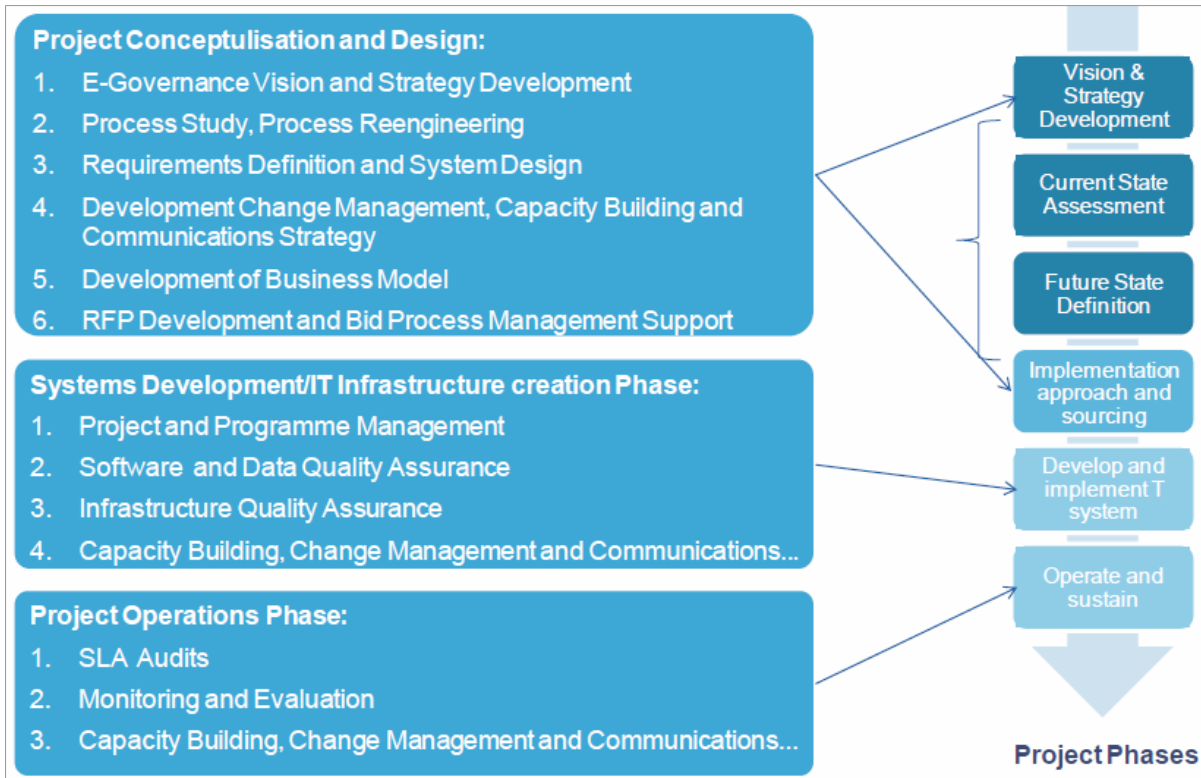 Project Conceptulisation and Design:
1. E-Governance Vision and Strategy Development
2. Process Study, Process Reengineering
3. Requirements Definition and System Design
4. Development Change Management, Capacity Building and
Communications Strategy
5. Development of Business Model
6. RFP Development and Bid Process Management Support
Systems Development/IT Infrastructure creation Phase:
1. Project and Programme Management
2. Software and Data Quality Assurance
3. Infrastructure Quality Assurance
4. Capacity Building, Change Management and Communications...
Project Operations Phase:
1. SLA Audits
2. Monitoring and Evaluation
3. Capacity Building, Change Management and Communications...
Vision &
Strategy
Development
Current State
Assessment
Future State
Definition
Implementation
approach and
sourcing
Develop and
implement T
system
Operate and
sustain
Project Phases